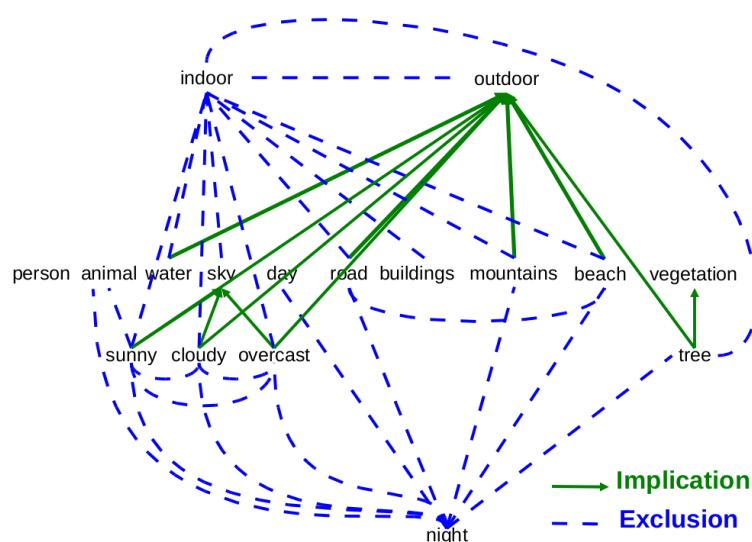 indoor outdoor
person animal water sky day road buildings mountains beach vegetation
sunny cloudy overcast tree
Implication
Exclusion
night